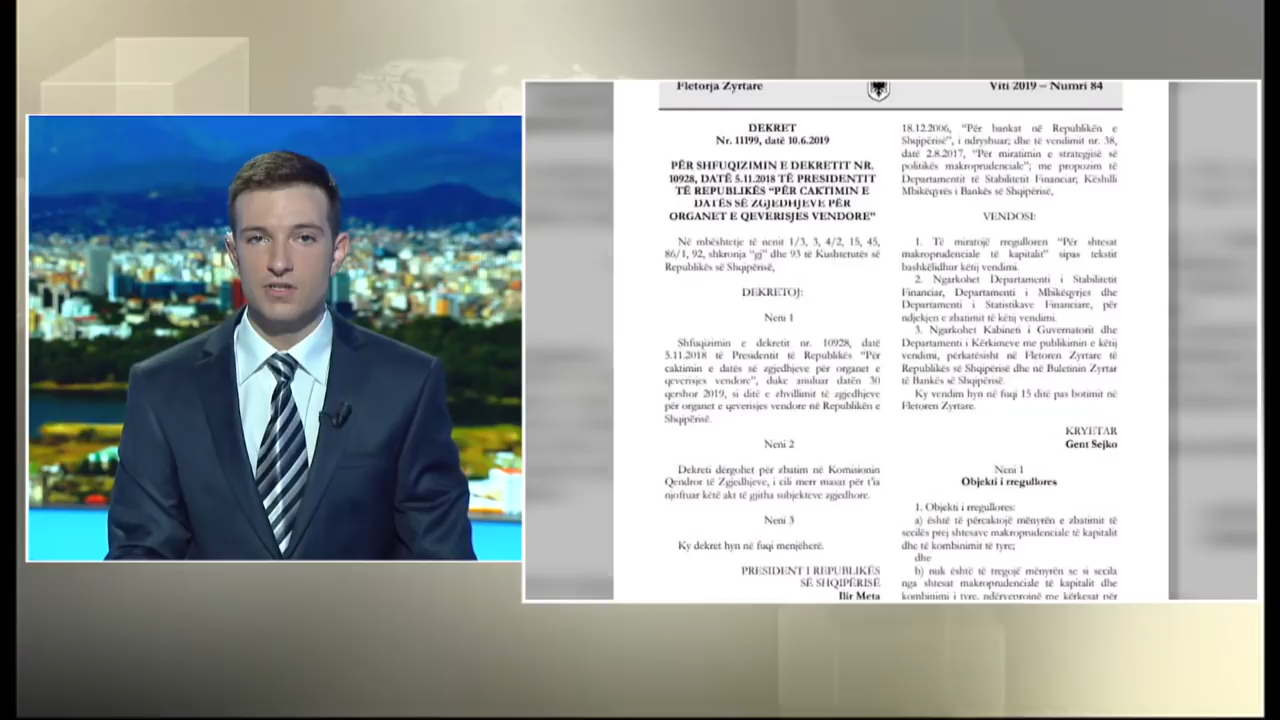 Fletorja Zyrtare
Viti 2019 – Numri 84
DEKRET
Nr. 11199, datë 10.6.2019
PËR SHFUQIZIMIN E DEKRETIT NR.
10928, DATË 5.11.2018 TË PRESIDENTIT
TË REPUBLIKËS “PËR CAKTIMIN E
DATËS SË ZGJEDHJEVE PËR
ORGANET E QEVERISJES VENDORE”
Në mbështetje të nenit 1/3, 3, 4/2, 15, 45,
86/1, 92, shkronja “gj” dhe 93 të Kushtetutës së
Republikës së Shqipërisë,
DEKRETOJ:
Neni 1
Shfuqizimin e dekretit nr. 10928, datë
5.11.2018 të Presidentit të Republikës “Për
caktimin e datës së zgjedhjeve për organet e
qeverisjes vendore”, duke anuluar datën 30
qershor 2019, si ditë e zhvillimit të zgjedhjeve
për organet e qeverisjes vendore në Republikën e
Shqipërisë.
Neni 2
Dekreti dërgohet për zbatim në Komisionin
Qendror të Zgjedhjeve, i cili merr masat për t’ia
njoftuar këtë akt të gjitha subjekteve zgjedhore.
Neni 3
Ky dekret hyn në fuqi menjëherë.
PRESIDENT I REPUBLIKËS
SË SHQIPËRISË
Ilir Meta
18.12.2006, “Për bankat në Republikën e
Shqipërisë”, i ndryshuar; dhe të vendimit nr. 38,
datë 2.8.2017, “Për miratimin e strategjisë së
politikës makroprudenciale”; me propozim të
Departamentit të Stabilitetit Financiar, Këshilli
Mbikëqyrës i Bankës së Shqipërisë,
VENDOSI:
1. Të miratojë rregulloren “Për shtesat
makroprudenciale të kapitalit” sipas tekstit
bashkëlidhur këtij vendimi.
2. Ngarkohet Departamenti i Stabilitetit
Financiar, Departamenti i Mbikëqyrjes dhe
Departamenti i Statistikave Financiare, për
ndjekjen e zbatimit të këtij vendimi.
3. Ngarkohet Kabineti i Guvernatorit dhe
Departamenti i Kërkimeve me publikimin e këtij
vendimi, përkatësisht në Fletoren Zyrtare të
Republikës së Shqipërisë dhe në Buletinin Zyrtar
të Bankës së Shqipërisë.
Ky vendim hyn në fuqi 15 ditë pas botimit në
Fletoren Zyrtare.
KRYETAR
Gent Sejko
Neni 1
Objekti i rregullores
1. Objekti i rregullores:
a) është të përcaktojë mënyrën e zbatimit të
secilës prej shtesave makroprudenciale të kapitalit
dhe të kombinimit të tyre;
dhe
b) nuk është të tregojë mënyrën se si secila
nga shtesat makroprudenciale të kapitalit dhe
kombinimi i tyre, ndërveprojnë me kërkesat për